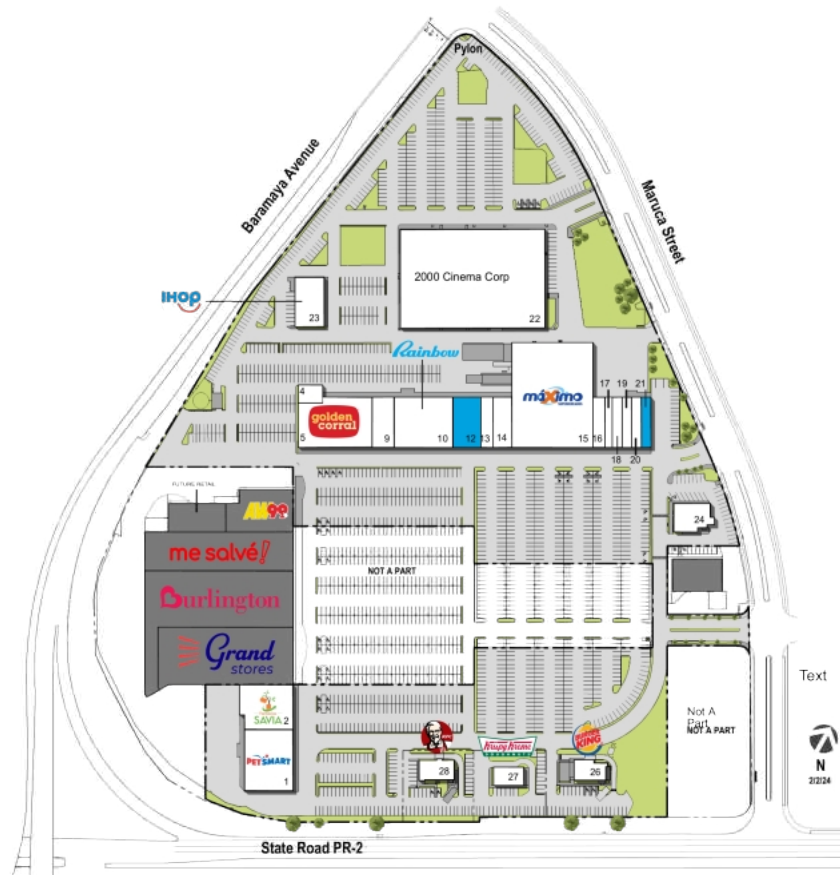 Pylon
Baramaya Avenue
Maruca Street
2000 Cinema Corp
22
IHOP
23
Rainbow
máximo
17
19
21
4
golden
corral
5
9
10
12
13
14
15
16
18
20
FUTURE RETAIL
AM99
24
me salvé!
NOT A PART
Burlington
Grand
stores
Text
SAVIA 2
Not A
Part
NOT A PART
BURGER
KING
Krispy Kreme
PETSMART
1
28
27
26
N
2/2/24
State Road PR-2